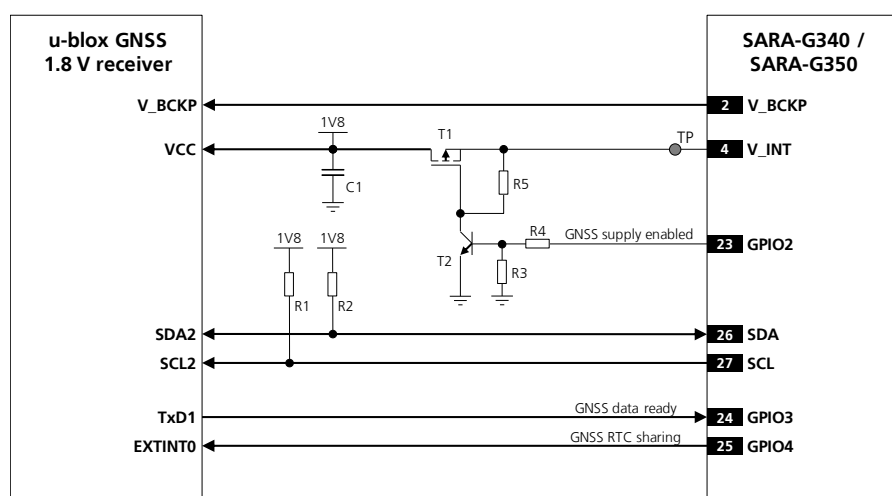 u-blox GNSS
1.8 V receiver
SARA-G340 /
SARA-G350
V_BCKP
2 V_BCKP
1V8
T1
TP
VCC
4 V_INT
C1
R5
GNSS supply enabled
R4
23 GPIO2
1V8
1V8
T2
R3
R1
R2
SDA2
26 SDA
SCL2
27 SCL
TxD1
GNSS data ready
24 GPIO3
EXTINT0
GNSS RTC sharing
25 GPIO4